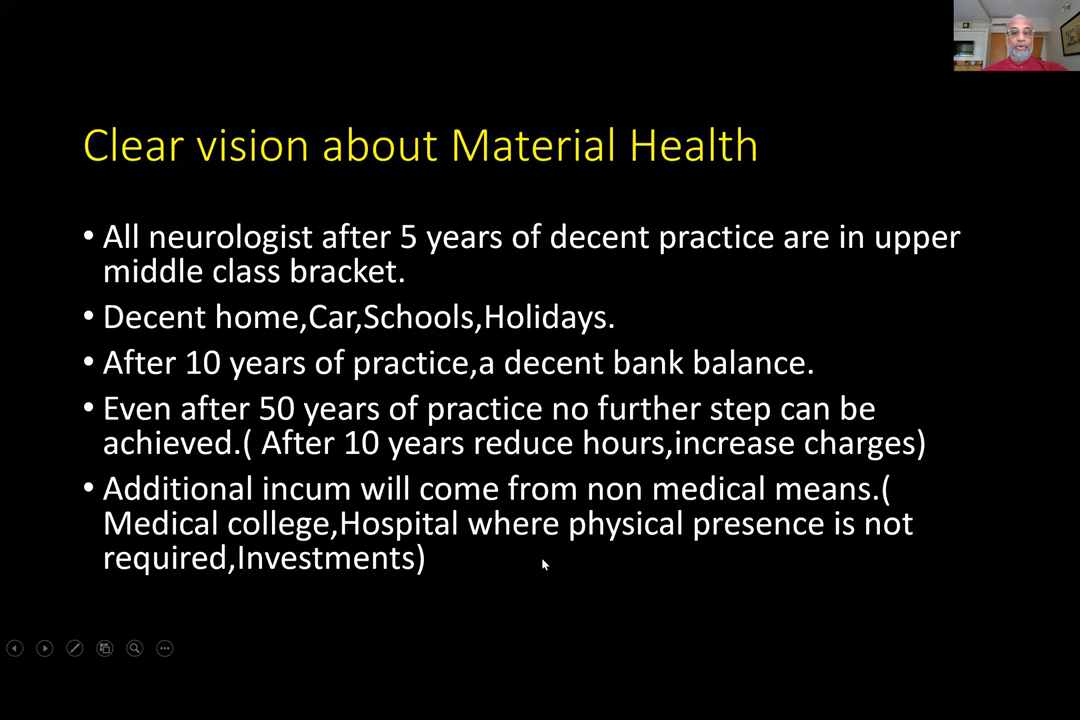 Clear vision about Material Health
• All neurologist after 5 years of decent practice are in upper
middle class bracket.
• Decent home,Car,Schools,Holidays.
• After 10 years of practice,a decent bank balance.
• Even after 50 years of practice no further step can be
achieved.( After 10 years reduce hours,increase charges)
• Additional incum will come from non medical means.(
Medical college,Hospital where physical presence is not
required,Investments)